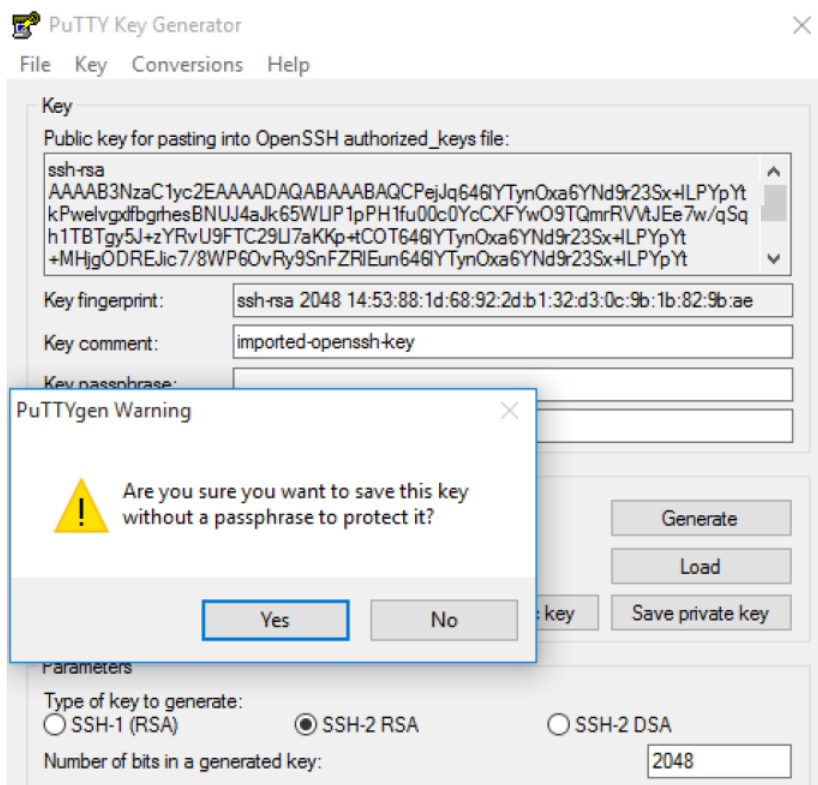 PuTTY Key Generator
File Key Conversions Help
Key
Public key for pasting into OpenSSH authorized_keys file:
ssh-rsa
AAAAB3NzaC1yc2EAAAADAQABAAABAQCPejJq646lYTynOxa6YNd9r23Sx+lLPYpYt
kPwelvgxlfbgrhesBNUJ4aJk65WLlP1pPH1fu00c0YcCXFYwO9TQmrRVVtJEe7w/qSq
h1TBTgy5J+zYRvU9FTC29Ll7aKKp+tCOT646lYTynOxa6YNd9r23Sx+lLPYpYt
+MHjgODREJic7/8WP6OvRy9SnFZRlEun646lYTynOxa6YNd9r23Sx+lLPYpYt
Key fingerprint: ssh-rsa 2048 14:53:88:1d:68:92:2d:b1:32:d3:0c:9b:1b:82:9b:ae
Key comment: imported-openssh-key
Key passphrase:
PuTTYgen Warning
Are you sure you want to save this key
without a passphrase to protect it?
Yes No
Generate
Load
key Save private key
Parameters
Type of key to generate:
SSH-1 (RSA) SSH-2 RSA SSH-2 DSA
Number of bits in a generated key: 2048